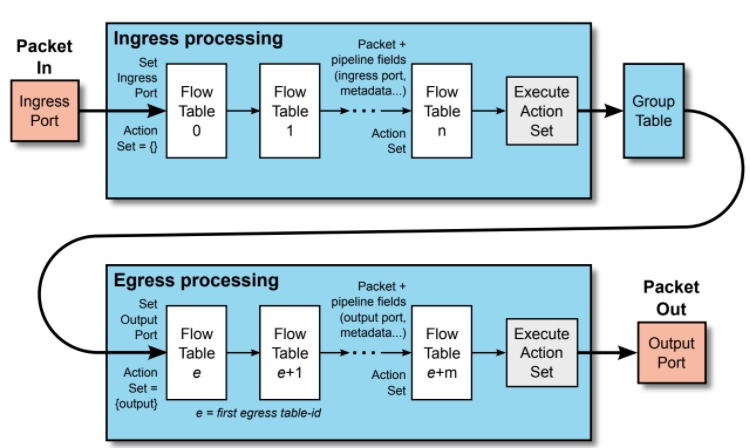 Ingress processing
Packet
In
Ingress
Port
Set
Ingress
Port
Action
Set = {}
Flow
Table
0
Flow
Table
1
Packet +
pipeline fields
(ingress port,
metadata...)
...
Action
Set
Flow
Table
n
Execute
Action
Set
Group
Table
Egress processing
Set
Output
Port
Action
Set =
{output}
Flow
Table
e
Flow
Table
e+1
e = first egress table-id
Packet +
pipeline fields
(output port,
metadata...)
...
Action
Set
Flow
Table
e+m
Execute
Action
Set
Packet
Out
Output
Port